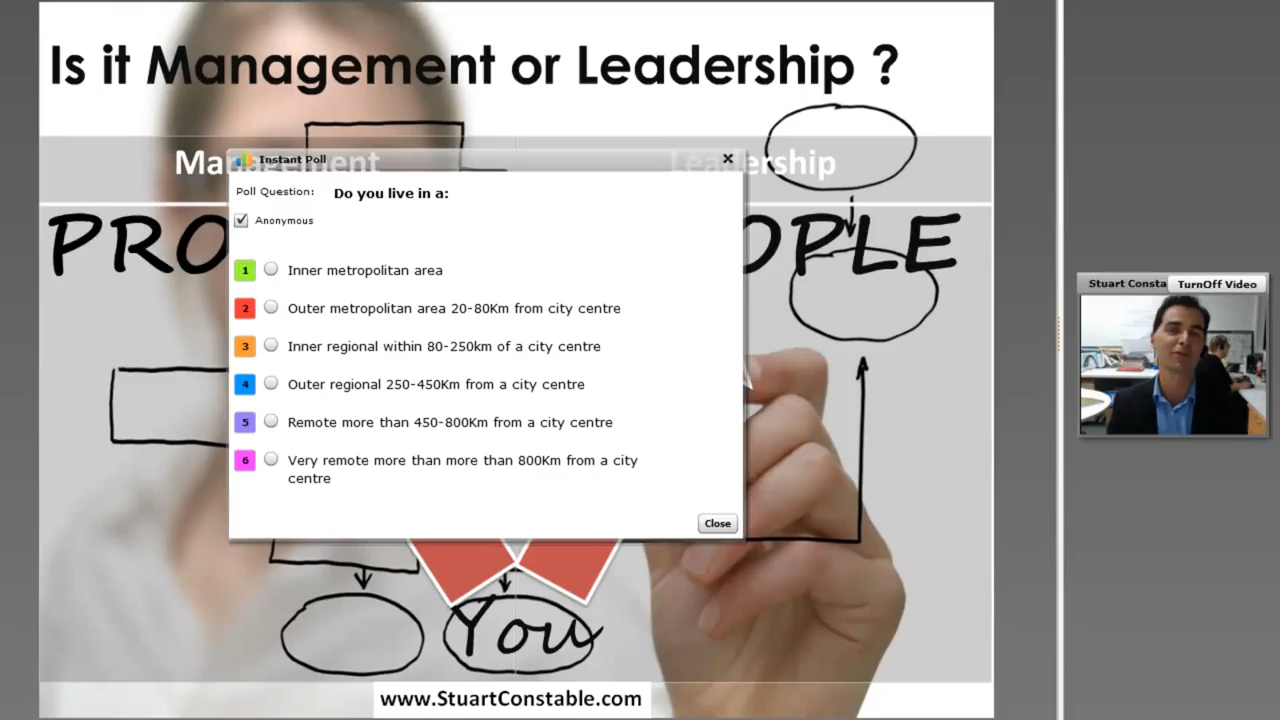 Is it Management or Leadership ?
Management
Leadership
Instant Poll
Poll Question: Do you live in a:
Anonymous
1 Inner metropolitan area
2 Outer metropolitan area 20-80Km from city centre
3 Inner regional within 80-250km of a city centre
4 Outer regional 250-450Km from a city centre
5 Remote more than 450-800Km from a city centre
6 Very remote more than more than 800Km from a city
centre
Close
PRO
OPLE
You
www.StuartConstable.com
Stuart Consta
TurnOff Video